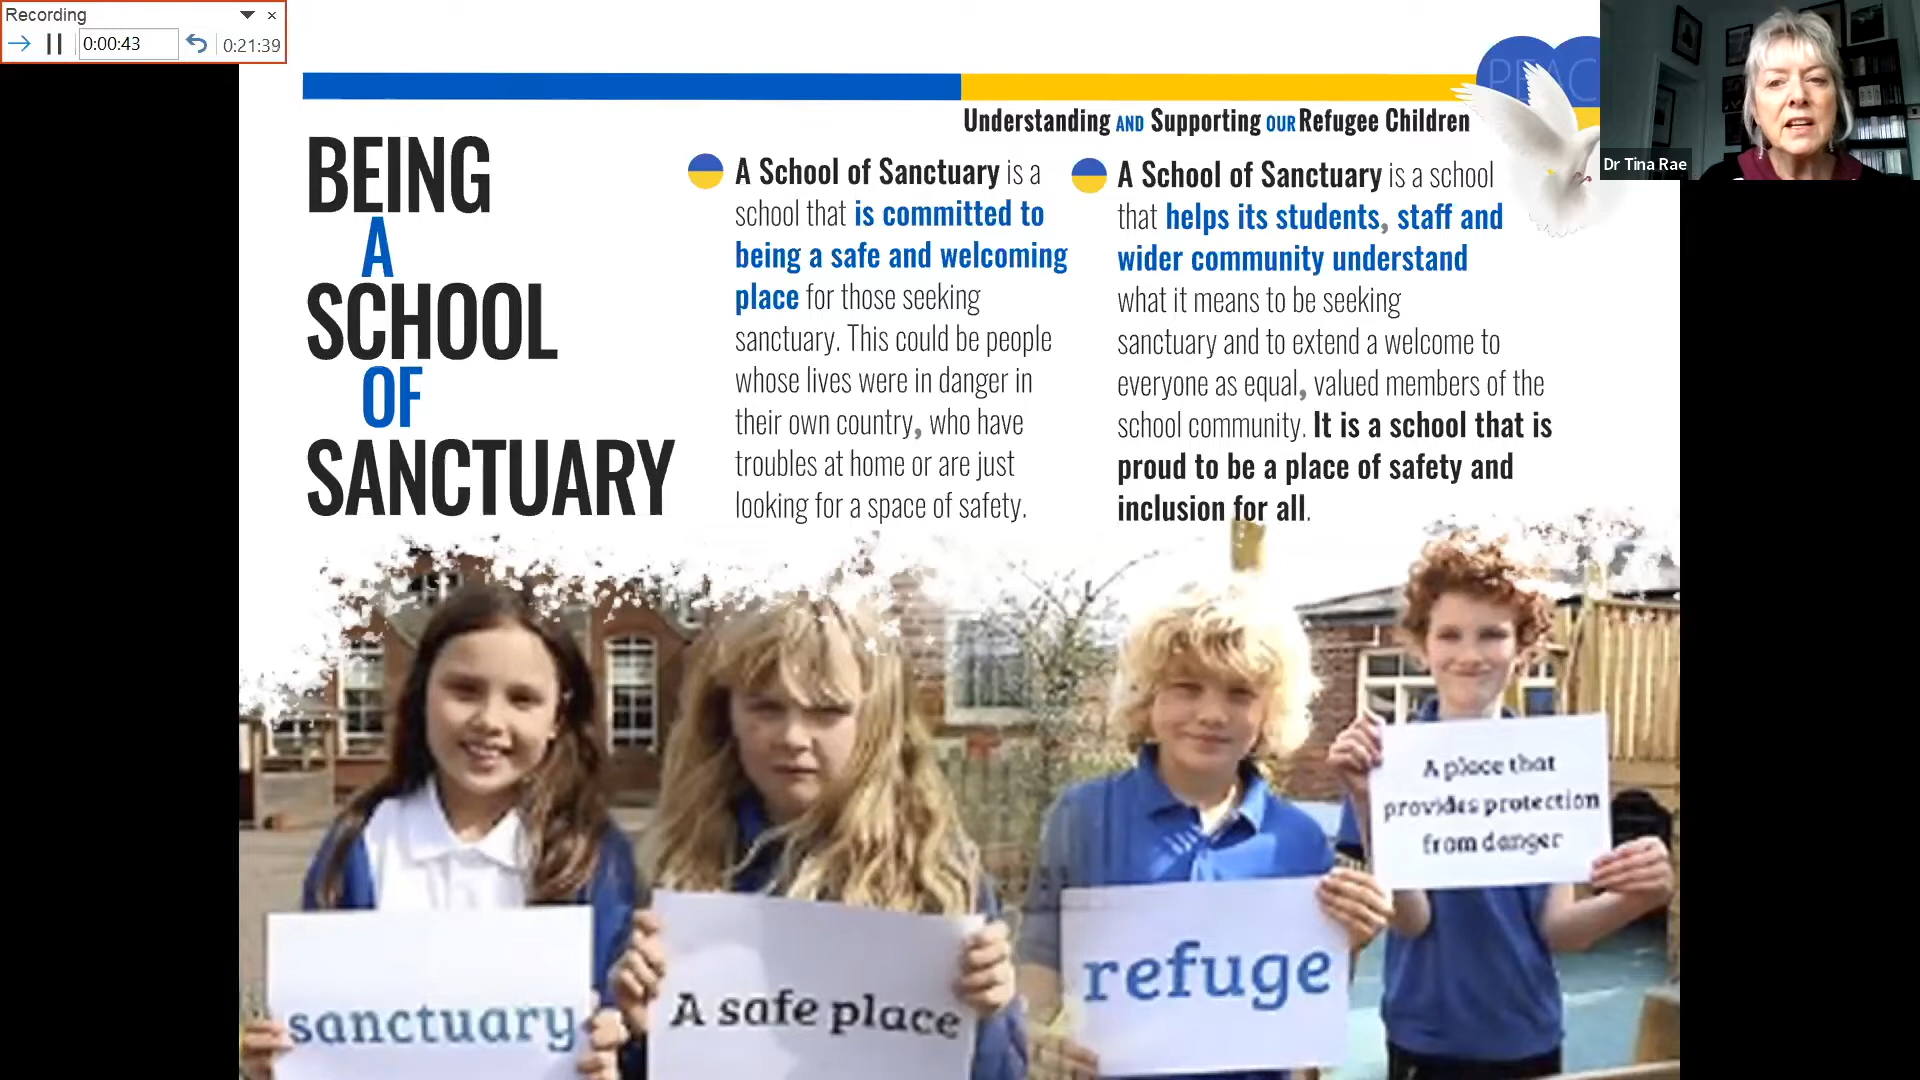 Recording
0:00:43
0:21:39
PEAC
Understanding AND Supporting OUR Refugee Children
Dr Tina Rae
BEING
A
SCHOOL
OF
SANCTUARY
A School of Sanctuary is a
school that is committed to
being a safe and welcoming
place for those seeking
sanctuary. This could be people
whose lives were in danger in
their own country, who have
troubles at home or are just
looking for a space of safety.
A School of Sanctuary is a school
that helps its students, staff and
wider community understand
what it means to be seeking
sanctuary and to extend a welcome to
everyone as equal, valued members of the
school community. It is a school that is
proud to be a place of safety and
inclusion for all.
sanctuary
A safe place
refuge
A place that
provides protection
from danger